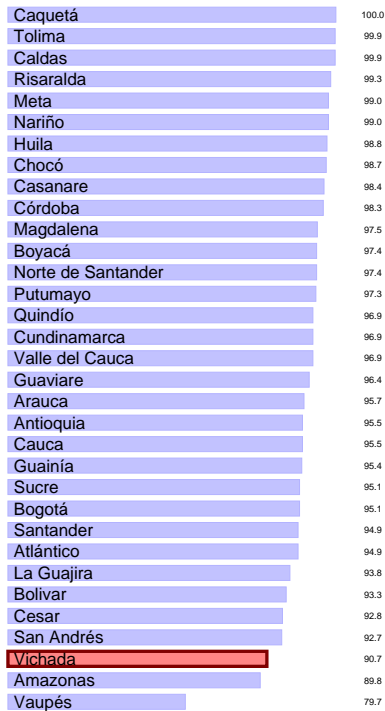 Caquetá 100.0
Tolima 99.9
Caldas 99.9
Risaralda 99.3
Meta 99.0
Nariño 99.0
Huila 98.8
Chocó 98.7
Casanare 98.4
Córdoba 98.3
Magdalena 97.5
Boyacá 97.4
Norte de Santander 97.4
Putumayo 97.3
Quindío 96.9
Cundinamarca 96.9
Valle del Cauca 96.9
Guaviare 96.4
Arauca 95.7
Antioquia 95.5
Cauca 95.5
Guainía 95.4
Sucre 95.1
Bogotá 95.1
Santander 94.9
Atlántico 94.9
La Guajira 93.8
Bolivar 93.3
Cesar 92.8
San Andrés 92.7
Vichada 90.7
Amazonas 89.8
Vaupés 79.7